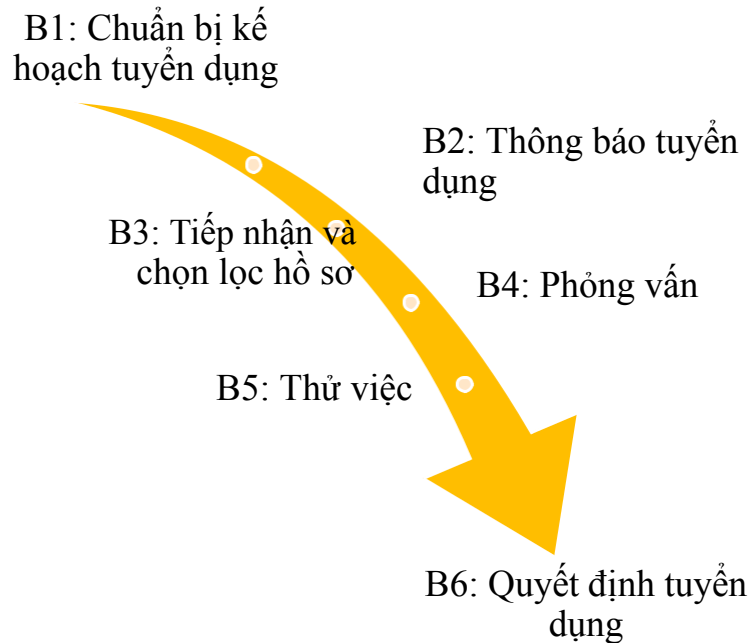 B1: Chuẩn bị kế
hoạch tuyển dụng
B2: Thông báo tuyển
dụng
B3: Tiếp nhận và
chọn lọc hồ sơ
B4: Phỏng vấn
B5: Thử việc
B6: Quyết định tuyển
dụng